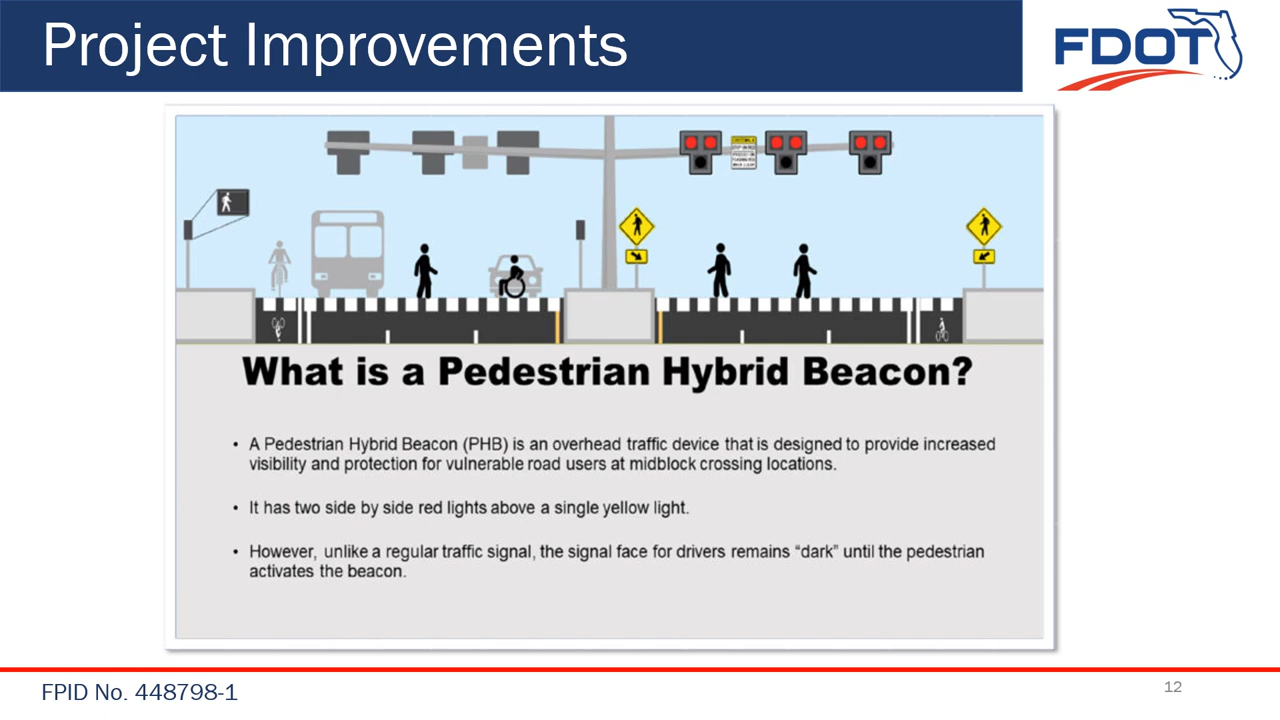 Project Improvements
FDOT
What is a Pedestrian Hybrid Beacon?
• A Pedestrian Hybrid Beacon (PHB) is an overhead traffic device that is designed to provide increased
visibility and protection for vulnerable road users at midblock crossing locations.
• It has two side by side red lights above a single yellow light.
• However, unlike a regular traffic signal, the signal face for drivers remains “dark” until the pedestrian
activates the beacon.
FPID No. 448798-1
12